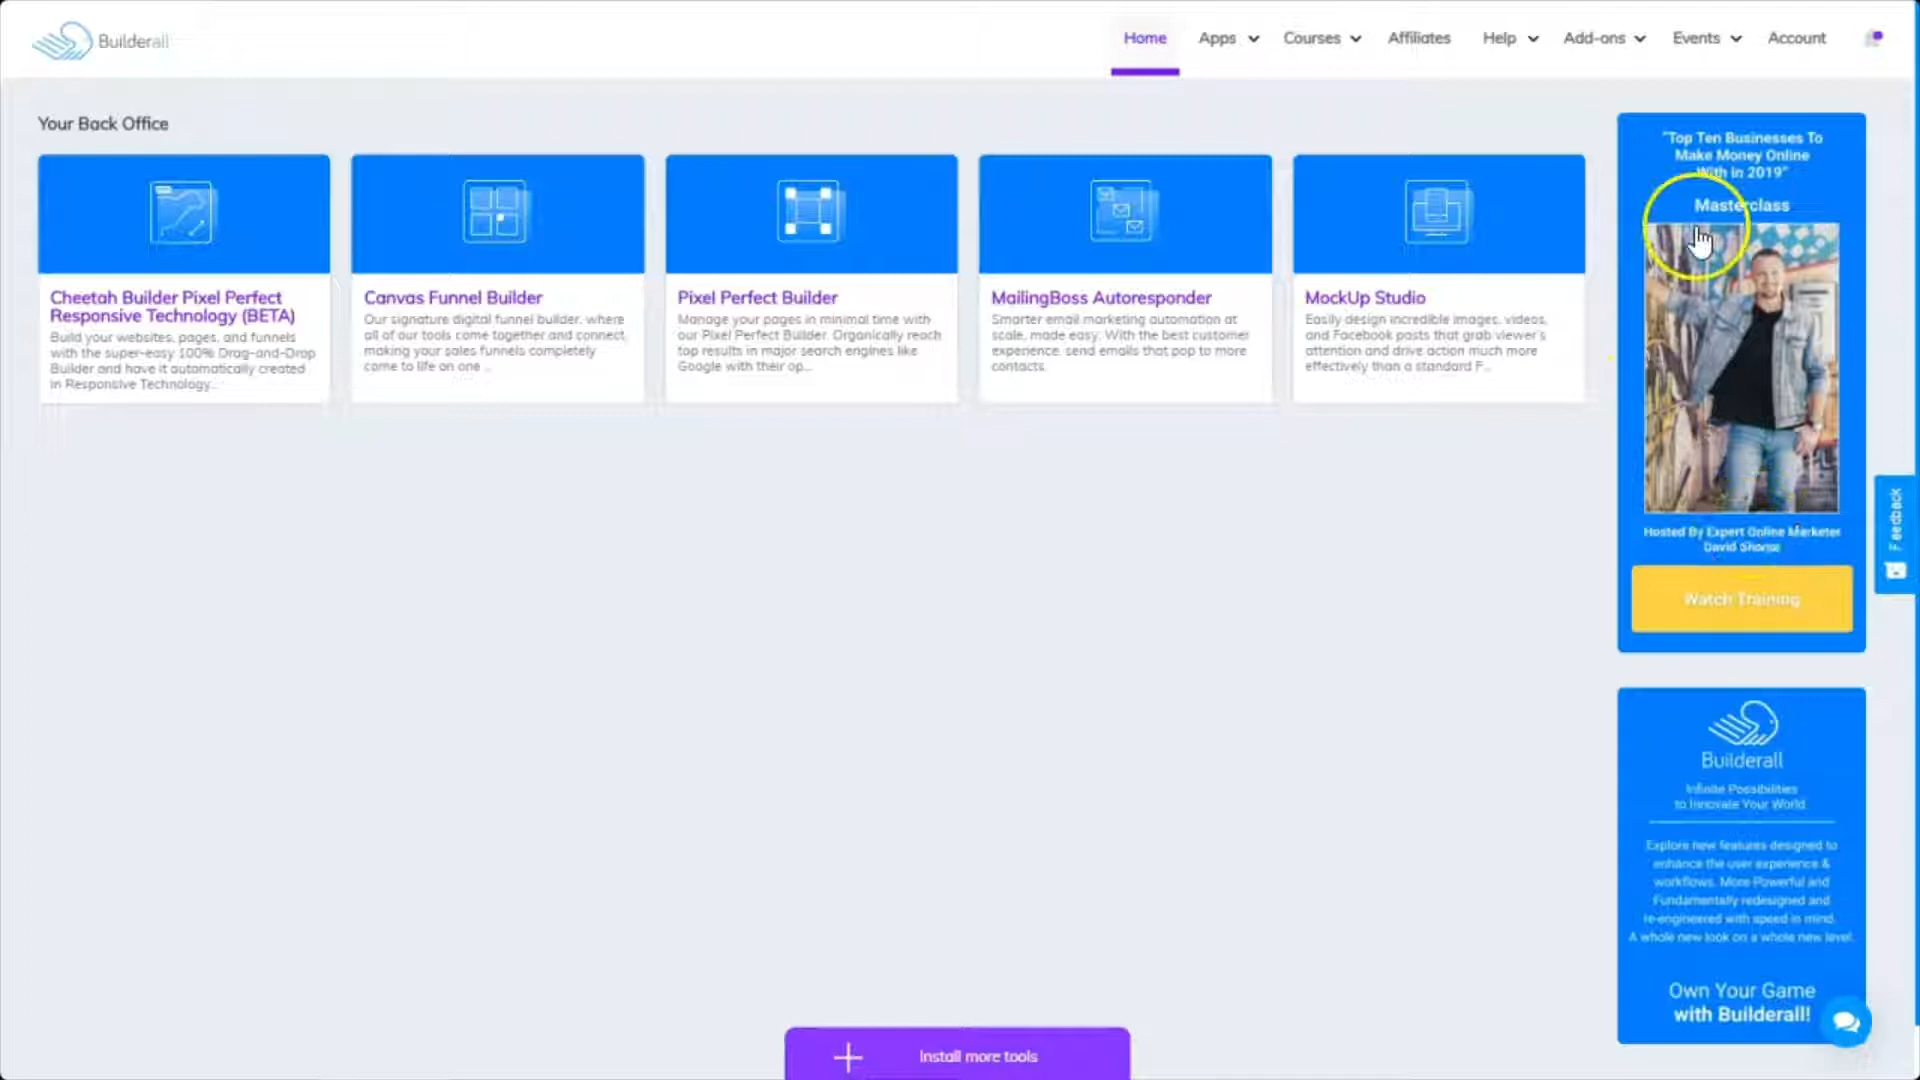 Builderall
Home
Apps
Courses
Affiliates
Help
Add-ons
Events
Account
Your Back Office
Cheetah Builder Pixel Perfect
Responsive Technology (BETA)
Build your websites, pages, and funnels
with the super-easy 100% Drag-and-Drop
Builder and have it automatically created
in Responsive Technology...
Canvas Funnel Builder
Our signature digital funnel builder, where
all of our tools come together and connect,
making your sales funnels completely
come to life on one ...
Pixel Perfect Builder
Manage your pages in minimal time with
our Pixel Perfect Builder. Organically reach
top results in major search engines like
Google with their op...
MailingBoss Autoresponder
Smarter email marketing automation at
scale, made easy. With the best customer
experience, send emails that pop to more
contacts.
MockUp Studio
Easily design incredible images, videos,
and Facebook posts that grab viewer's
attention and drive action much more
effectively than a standard F...
"Top Ten Businesses To
Make Money Online
With in 2019"
Masterclass
Hosted By Expert Online Marketer
David
Watch Training
Feedback
Builderall
Infinite Possibilities
to Innovate Your World
Explore new features designed to
enhance the user experience &
workflows. More Powerful and
Fundamentally redesigned and
re-engineered with speed in mind.
A whole new look on a whole new level.
Own Your Game
with Builderall!
Install more tools